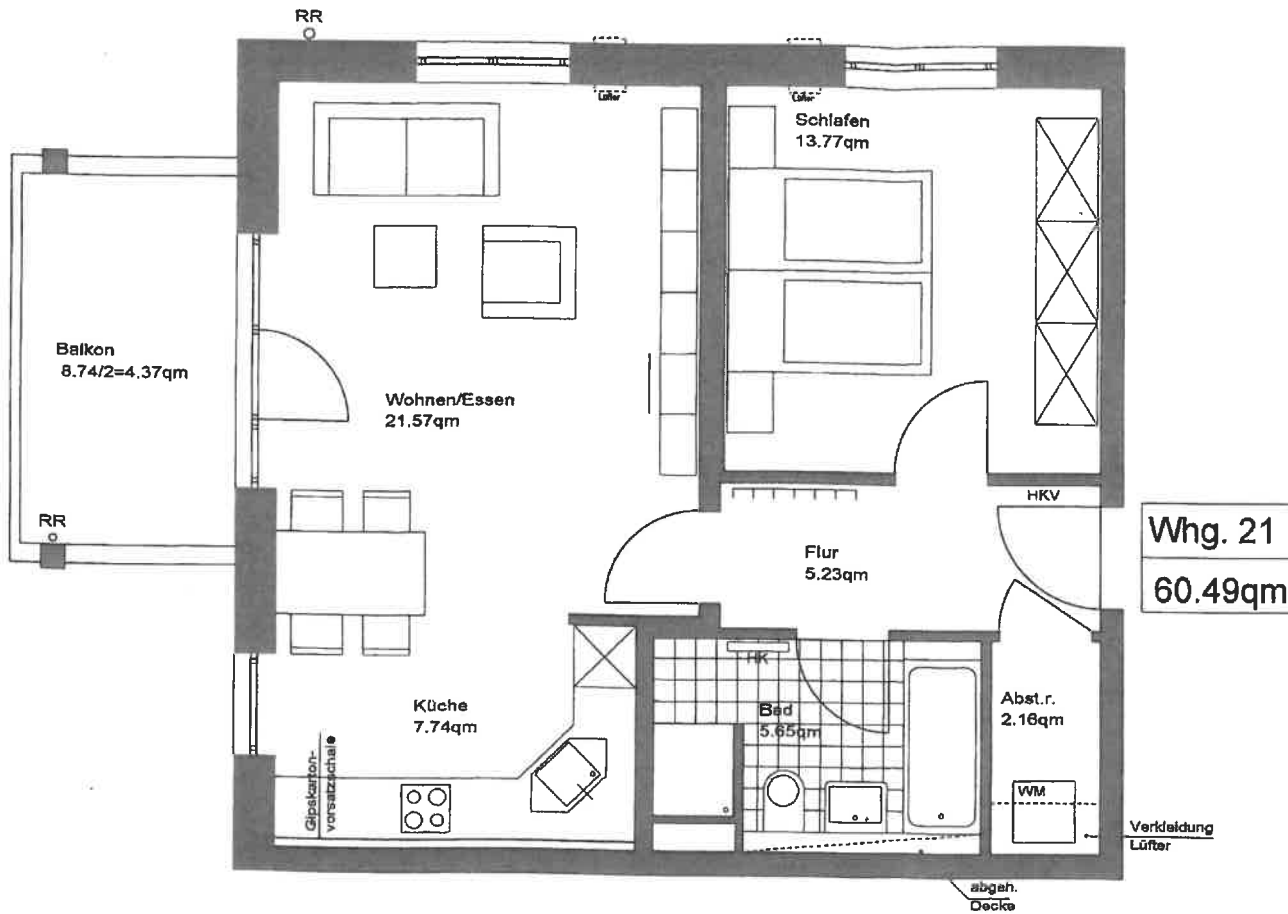 RR
Lüfter
Lüfter
Schlafen
13.77qm
Balkon
8.74/2=4.37qm
Wohnen/Essen
21.57qm
RR
HKV
Whg. 21
60.49qm
Flur
5.23qm
HK
Küche
7.74qm
Bad
5.65qm
Abst.r.
2.16qm
Gipskarton-
vorsatzschale
WM
Verkleidung
Lüfter
abgeh.
Decke